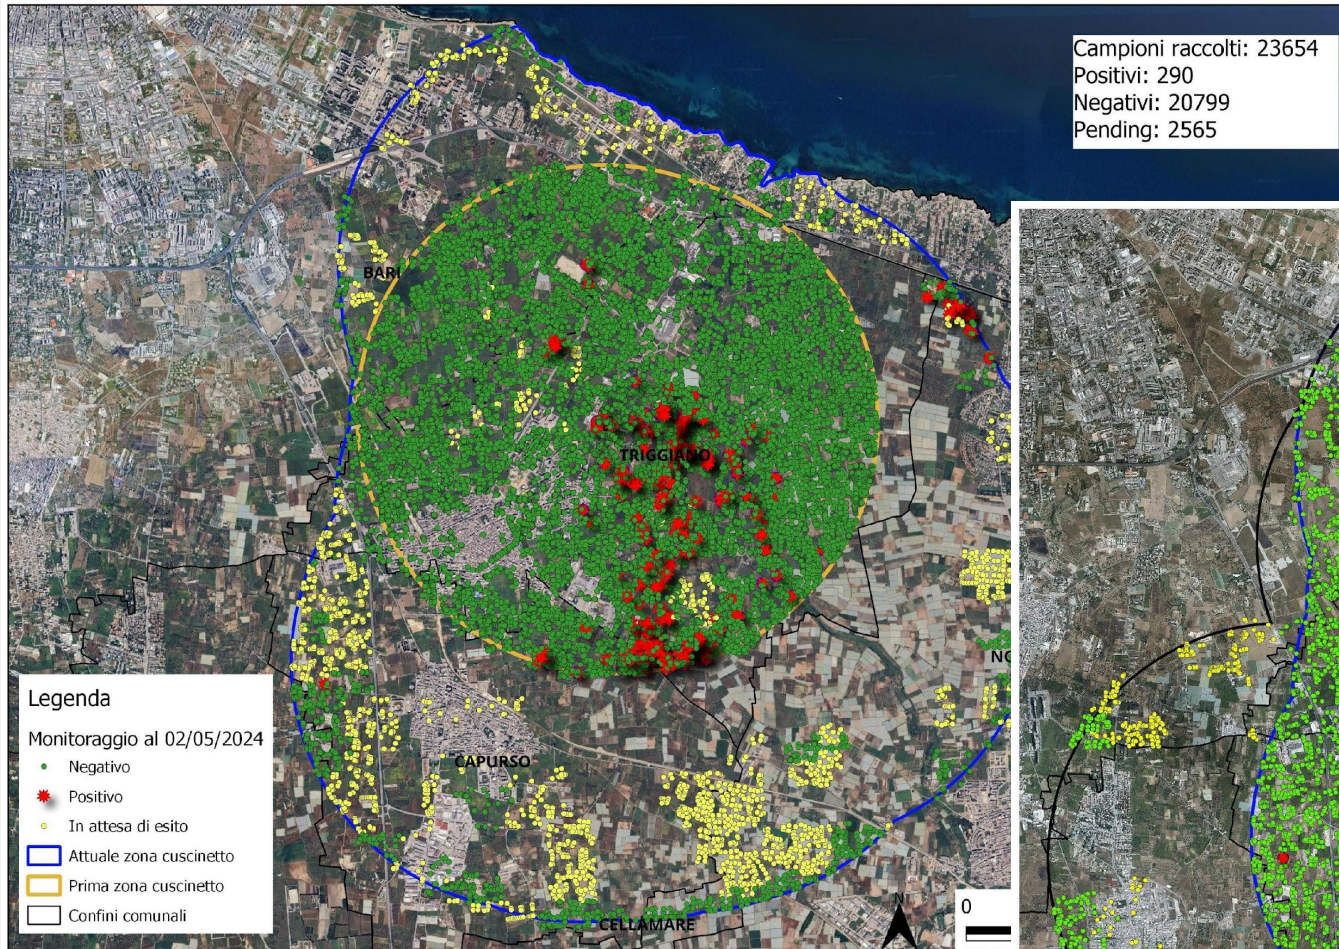 Campioni raccolti: 23654
Positivi: 290
Negativi: 20799
Pending: 2565
BARI
TRIGGIANO
CAPURSO
CELLAMARE
Legenda
Monitoraggio al 02/05/2024
Negativo
Positivo
In attesa di esito
Attuale zona cuscinetto
Prima zona cuscinetto
Confini comunali
N
0